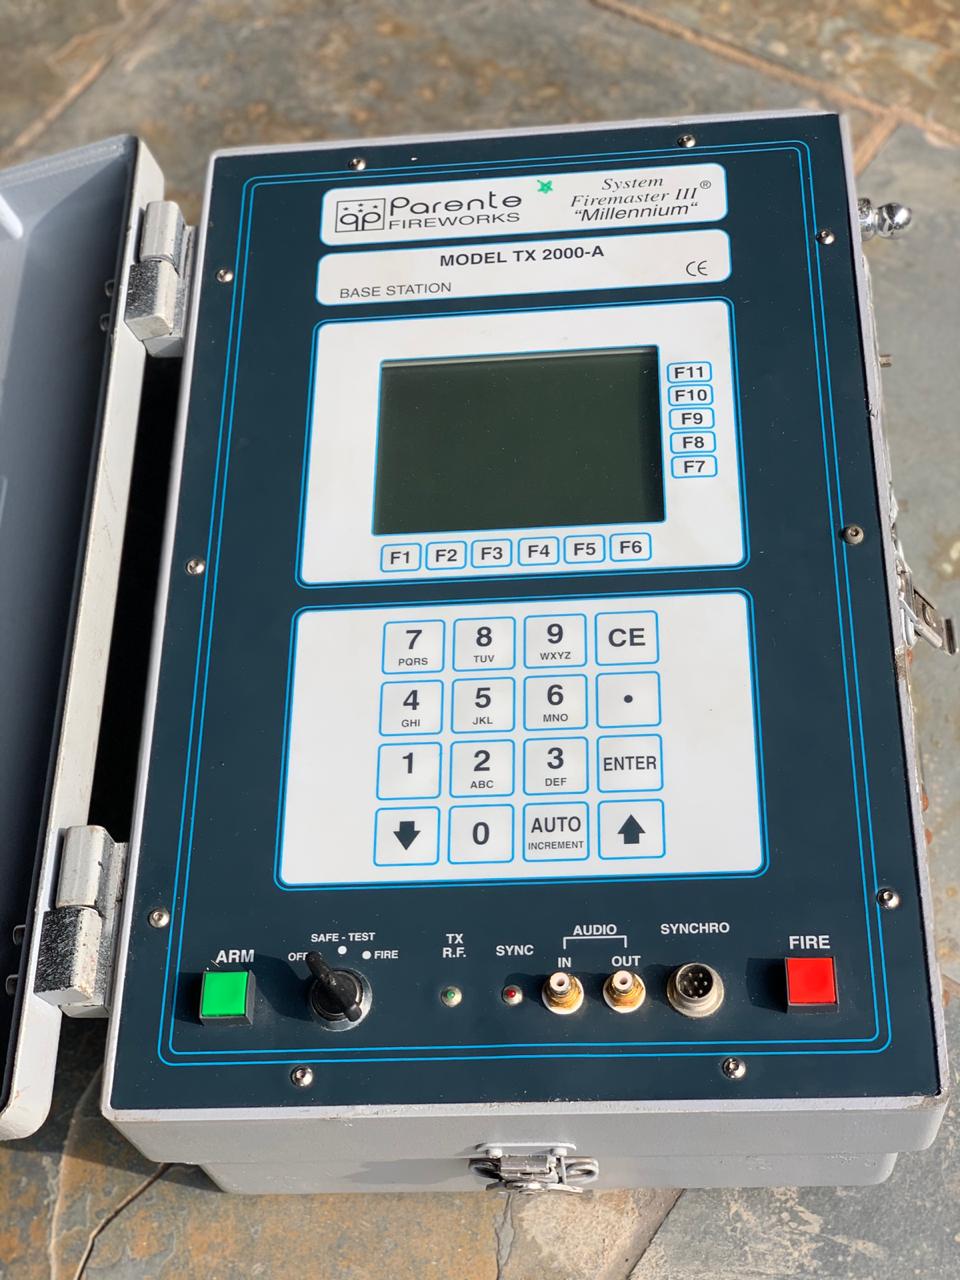 Parente
FIREWORKS
System
Firemaster III®
"Millennium"
MODEL TX 2000-A
BASE STATION
CE
F11
F10
F9
F8
F7
F1 F2 F3 F4 F5 F6
7 8 9 CE
PQRS TUV WXYZ
4 5 6 •
GHI JKL MNO
1 2 3 ENTER
ABC DEF
0 AUTO
INCREMENT
ARM
SAFE - TEST
OFF
FIRE
TX
R.F.
SYNC
AUDIO
IN OUT
SYNCHRO
FIRE